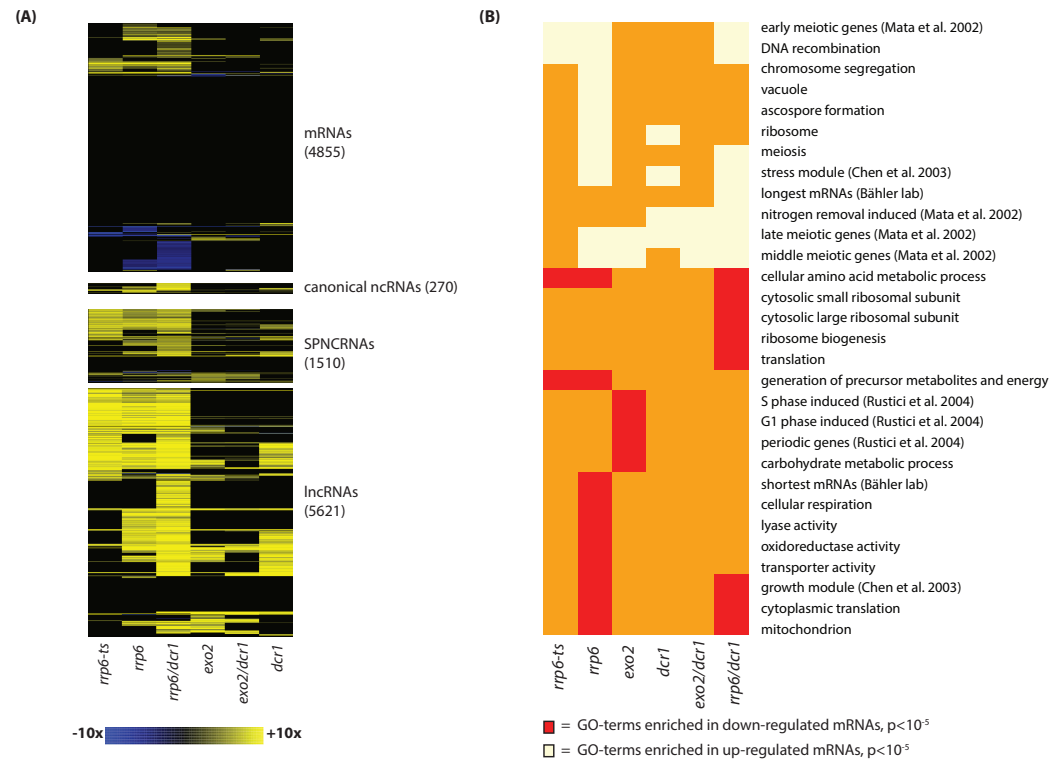 (A)
mRNAs
(4855)
canonical ncRNAs (270)
SPNCRNAs
(1510)
lncRNAs
(5621)
rrp6-ts
rrp6
rrp6/dcr1
exo2
exo2/dcr1
dcr1
-10x
+10x
(B)
early meiotic genes (Mata et al. 2002)
DNA recombination
chromosome segregation
vacuole
ascospore formation
ribosome
meiosis
stress module (Chen et al. 2003)
longest mRNAs (Bähler lab)
nitrogen removal induced (Mata et al. 2002)
late meiotic genes (Mata et al. 2002)
middle meiotic genes (Mata et al. 2002)
cellular amino acid metabolic process
cytosolic small ribosomal subunit
cytosolic large ribosomal subunit
ribosome biogenesis
translation
generation of precursor metabolites and energy
S phase induced (Rustici et al. 2004)
G1 phase induced (Rustici et al. 2004)
periodic genes (Rustici et al. 2004)
carbohydrate metabolic process
shortest mRNAs (Bähler lab)
cellular respiration
lyase activity
oxidoreductase activity
transporter activity
growth module (Chen et al. 2003)
cytoplasmic translation
mitochondrion
rrp6-ts
rrp6
exo2
dcr1
exo2/dcr1
rrp6/dcr1
= GO-terms enriched in down-regulated mRNAs, p<10⁻⁵
= GO-terms enriched in up-regulated mRNAs, p<10⁻⁵